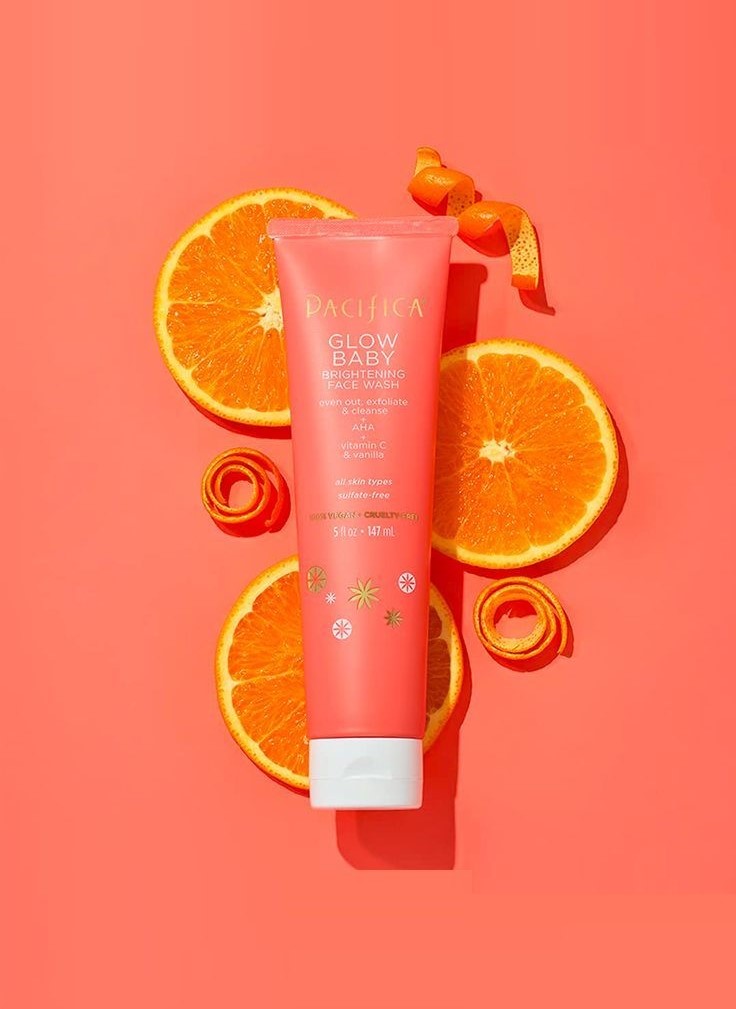 PACIFICA
GLOW
BABY
BRIGHTENING
FACE WASH
even out, exfoliate
& cleanse
+
AHA
+
vitamin C
& vanilla
all skin types
sulfate-free
100% VEGAN + CRUELTY-FREE
5 fl oz • 147 mL